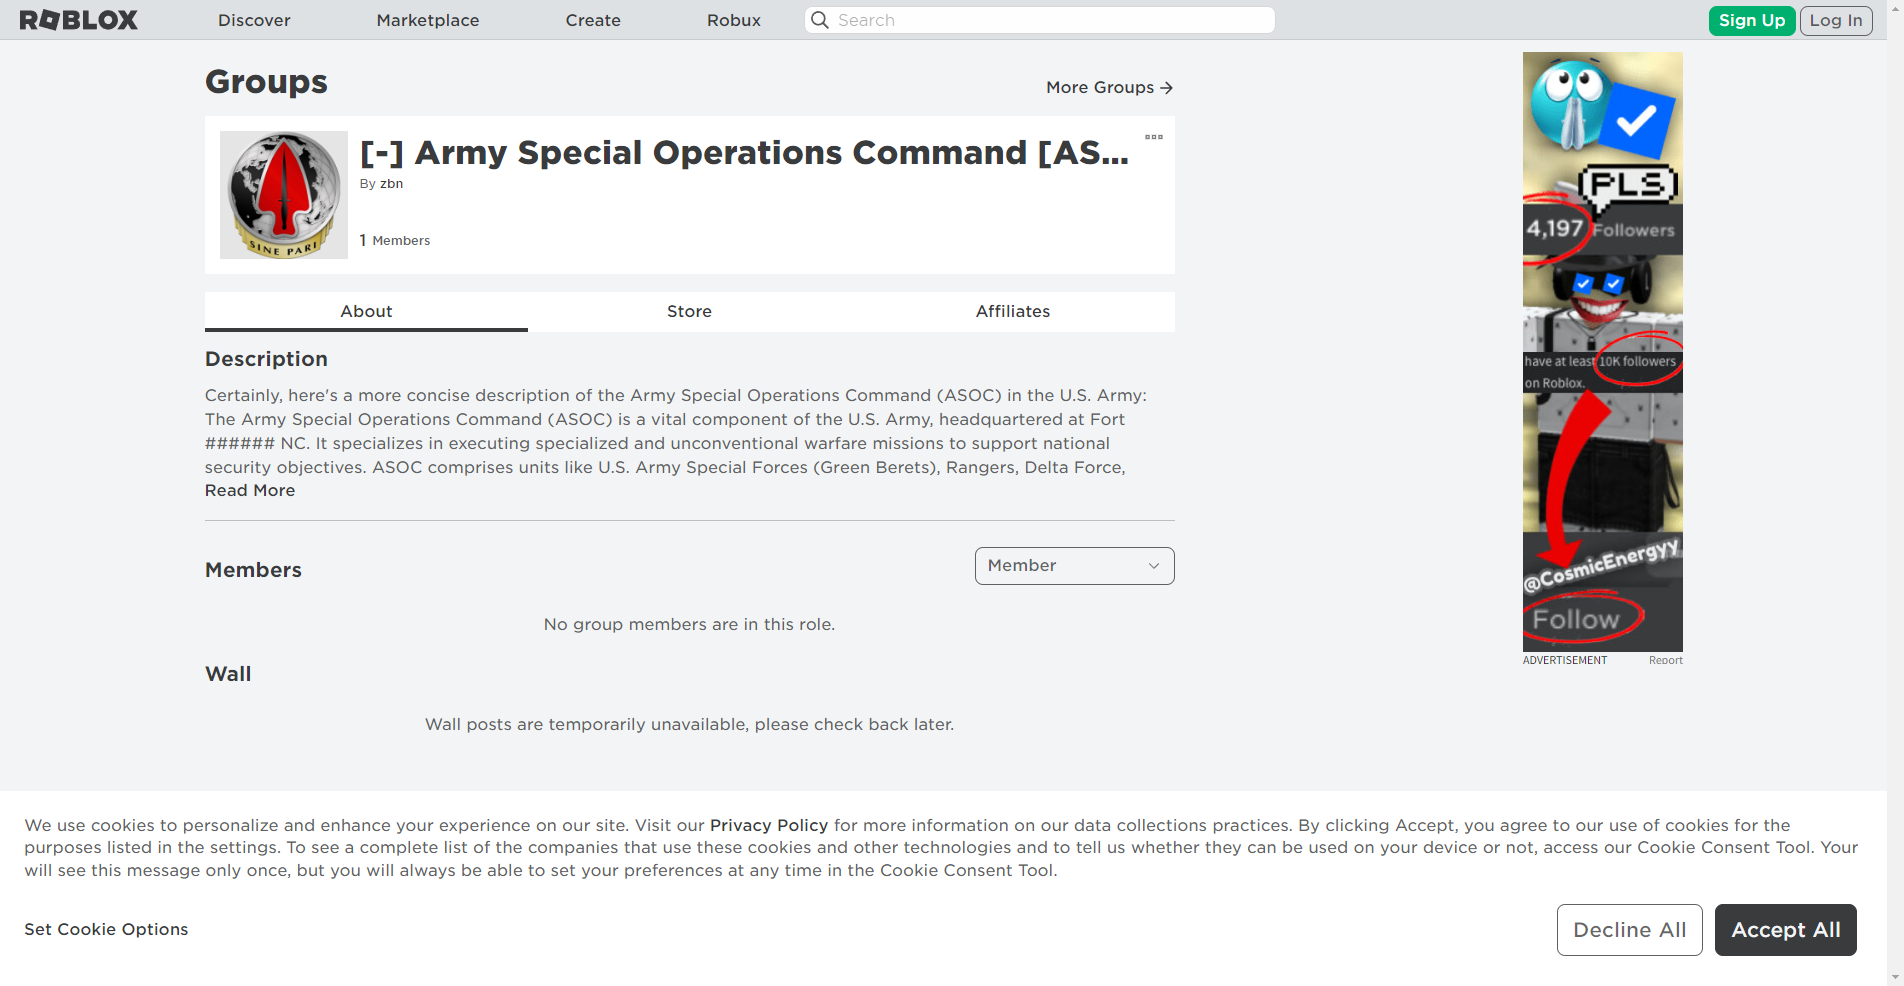 ROBLOX
Discover
Marketplace
Create
Robux
Search
Sign Up
Log In
Groups
More Groups
[-] Army Special Operations Command [AS...
By zbn
1 Members
SINE PARI
About
Store
Affiliates
Description
Certainly, here's a more concise description of the Army Special Operations Command (ASOC) in the U.S. Army:
The Army Special Operations Command (ASOC) is a vital component of the U.S. Army, headquartered at Fort
###### NC. It specializes in executing specialized and unconventional warfare missions to support national
security objectives. ASOC comprises units like U.S. Army Special Forces (Green Berets), Rangers, Delta Force,
Read More
Members
Member
No group members are in this role.
Wall
Wall posts are temporarily unavailable, please check back later.
PLS
4,197 Followers
have at least 10K followers
on Roblox.
@CosmicEnergyy
Follow
ADVERTISEMENT
Report
We use cookies to personalize and enhance your experience on our site. Visit our Privacy Policy for more information on our data collections practices. By clicking Accept, you agree to our use of cookies for the
purposes listed in the settings. To see a complete list of the companies that use these cookies and other technologies and to tell us whether they can be used on your device or not, access our Cookie Consent Tool. Your
will see this message only once, but you will always be able to set your preferences at any time in the Cookie Consent Tool.
Set Cookie Options
Decline All
Accept All